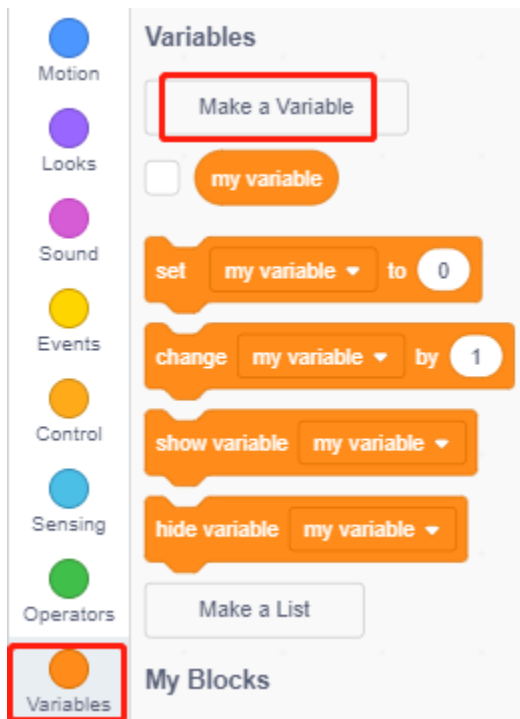 Motion
Looks
Sound
Events
Control
Sensing
Operators
Variables
Variables
Make a Variable
my variable
set my variable to 0
change my variable by 1
show variable my variable
hide variable my variable
Make a List
My Blocks